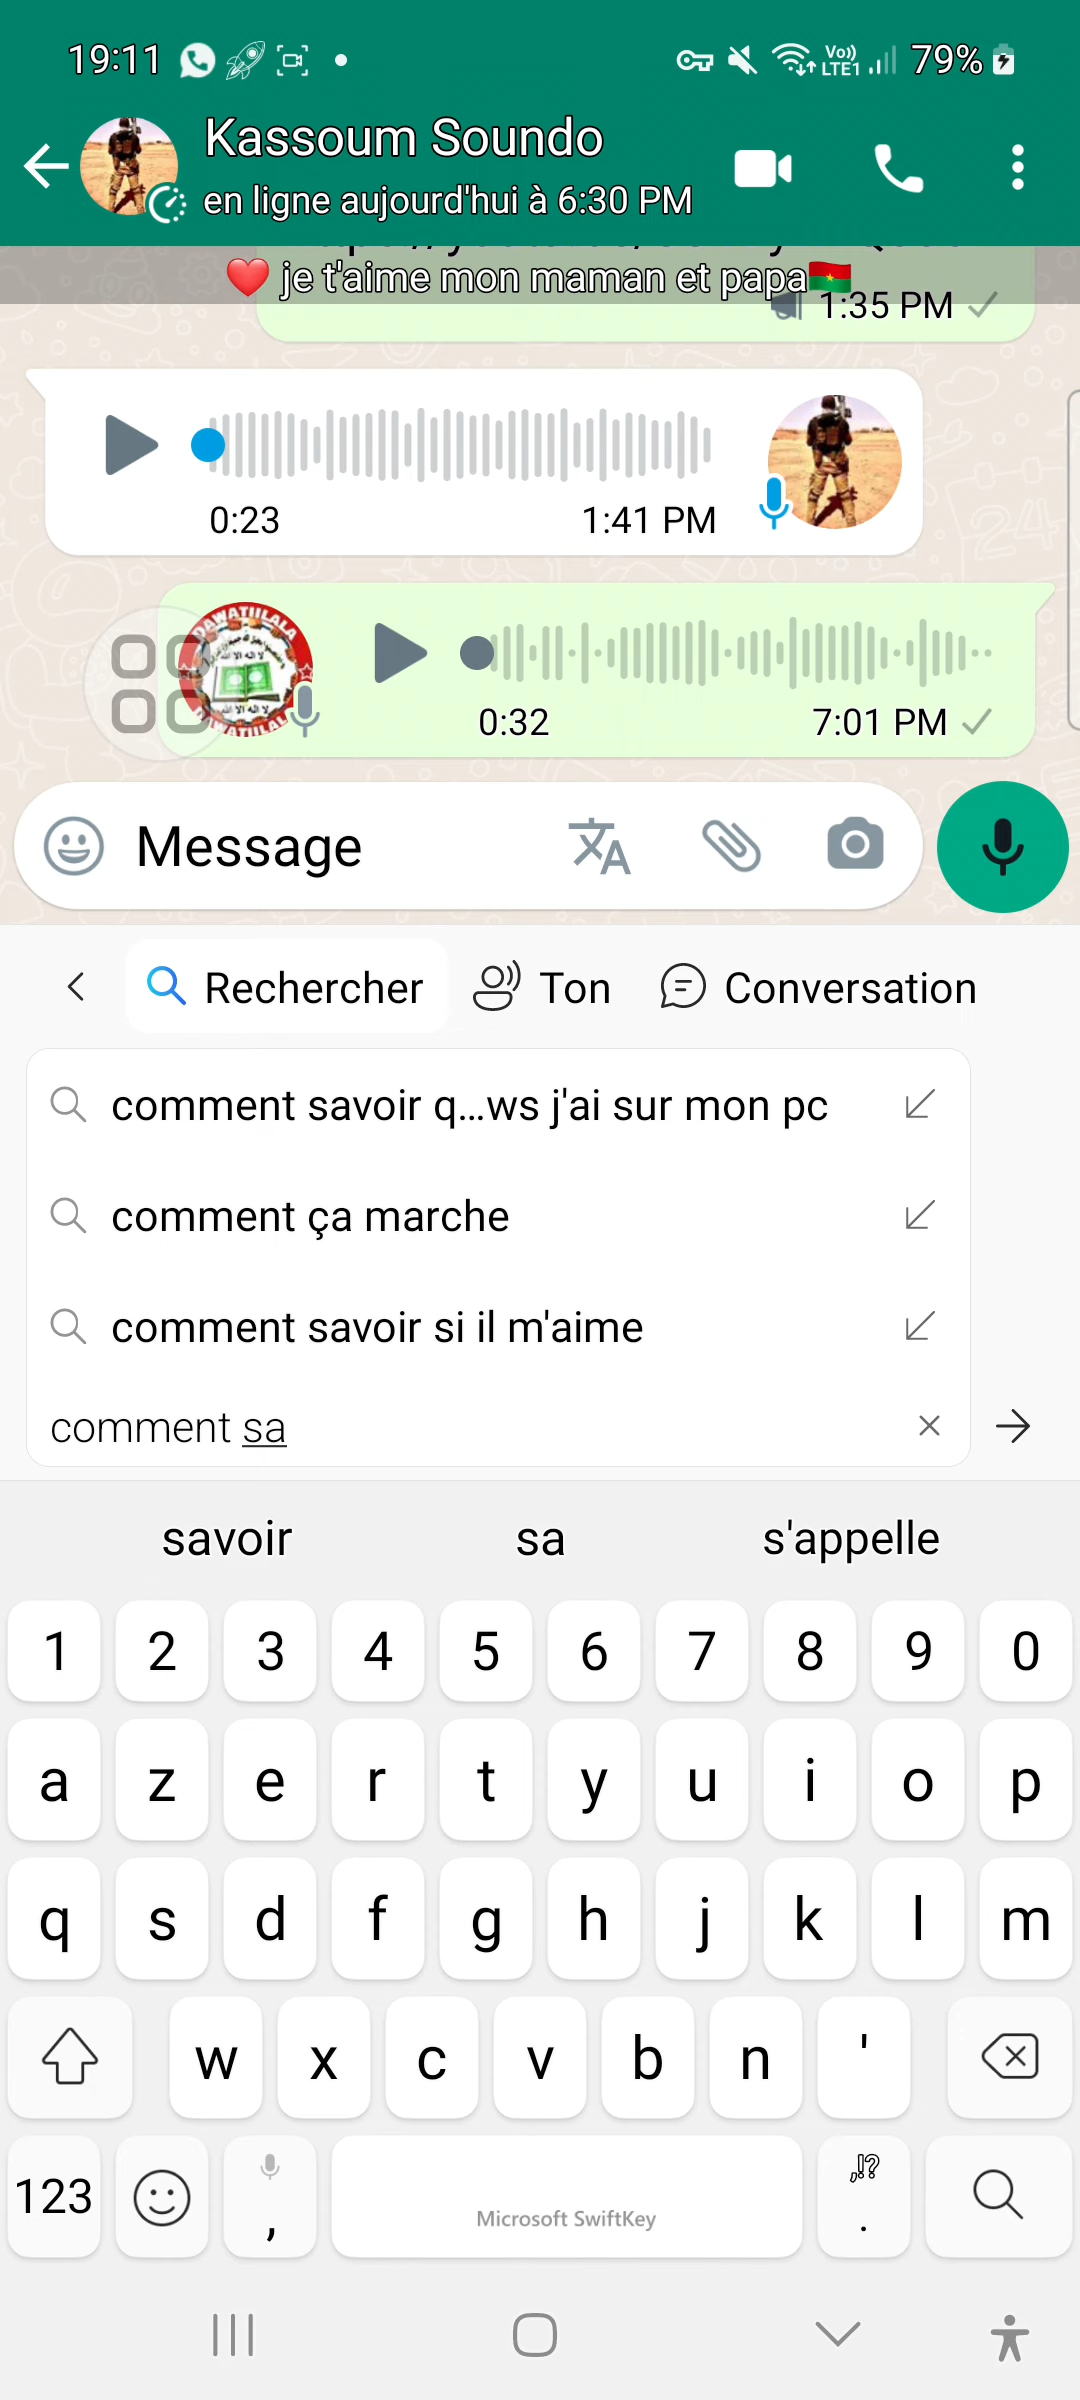 19:11
Vo)) LTE1 79%
Kassoum Soundo
en ligne aujourd'hui à 6:30 PM
❤️ je t'aime mon maman et papa🇧🇫
1:35 PM
0:23 1:41 PM
DAWATIILALA
0:32 7:01 PM
Message
Rechercher Ton Conversation
comment savoir q...ws j'ai sur mon pc
comment ça marche
comment savoir si il m'aime
comment sa
savoir sa s'appelle
1 2 3 4 5 6 7 8 9 0
a z e r t y u i o p
q s d f g h j k l m
w x c v b n '
123 , Microsoft SwiftKey ,!? .